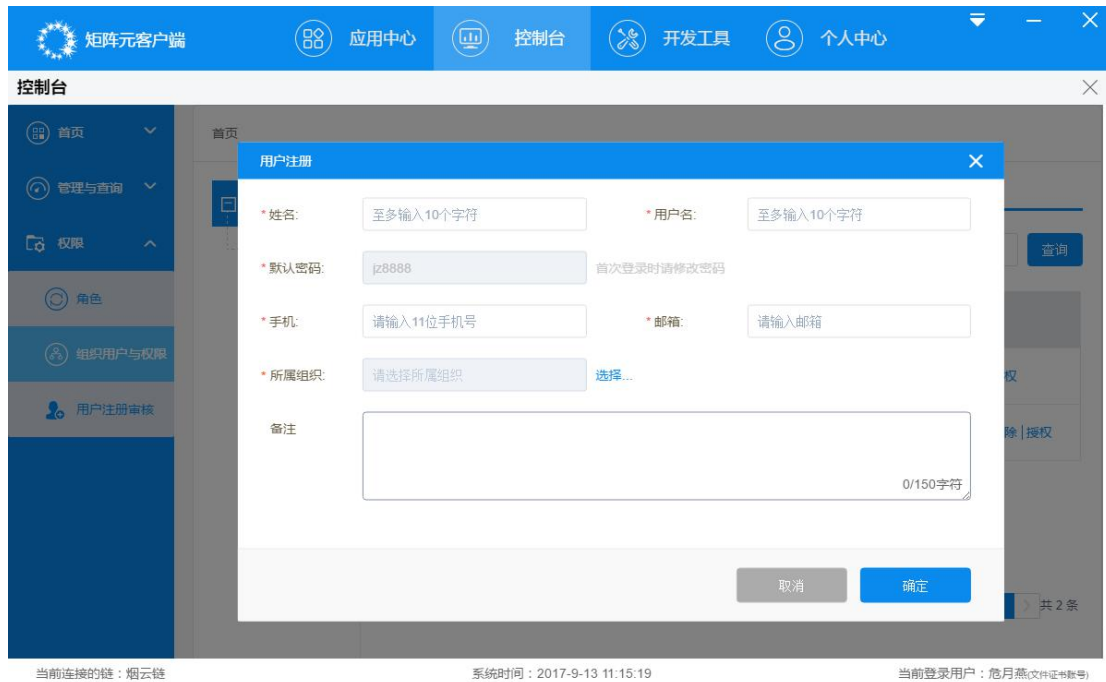 矩阵元客户端 应用中心 控制台 开发工具 个人中心
控制台
首页 首页
用户注册
管理与查询
*姓名: 至多输入10个字符 *用户名: 至多输入10个字符
权限 查询
*默认密码: jz8888 首次登录时请修改密码
角色
*手机: 请输入11位手机号 *邮箱: 请输入邮箱
组织用户与权限
*所属组织: 请选择所属组织 选择... 权
用户注册审核
备注 除|授权
0/150字符
取消 确定
共 2 条
当前连接的链：烟云链 系统时间：2017-9-13 11:15:19 当前登录用户：危月燕(文件证书账号)